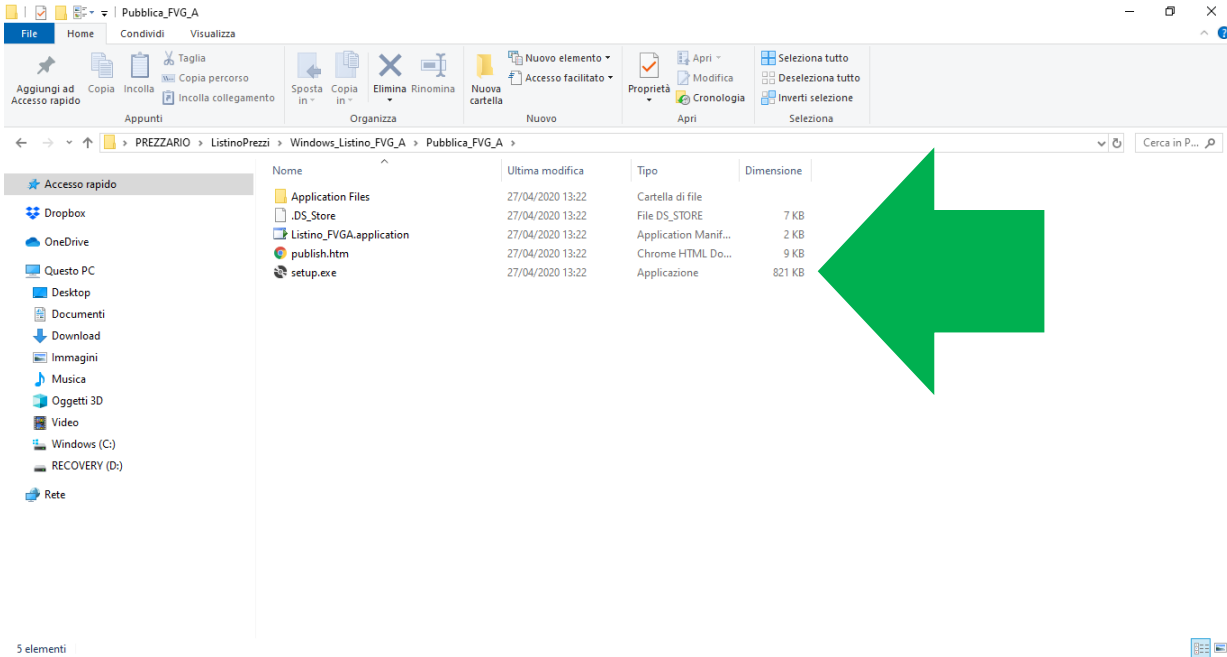 Pubblica_FVG_A
File Home Condividi Visualizza
Aggiungi ad Accesso rapido
Copia
Incolla
Taglia
Copia percorso
Incolla collegamento
Appunti
Sposta in
Copia in
Elimina
Rinomina
Organizza
Nuova cartella
Nuovo elemento
Accesso facilitato
Nuovo
Proprietà
Apri
Modifica
Cronologia
Apri
Seleziona tutto
Deseleziona tutto
Inverti selezione
Seleziona
PREZZARIO > ListinoPrezzi > Windows_Listino_FVG_A > Pubblica_FVG_A >
Cerca in P...
Accesso rapido
Dropbox
OneDrive
Questo PC
Desktop
Documenti
Download
Immagini
Musica
Oggetti 3D
Video
Windows (C:)
RECOVERY (D:)
Rete
Nome Ultima modifica Tipo Dimensione
Application Files 27/04/2020 13:22 Cartella di file
.DS_Store 27/04/2020 13:22 File DS_STORE 7 KB
Listino_FVGA.application 27/04/2020 13:22 Application Manif... 2 KB
publish.htm 27/04/2020 13:22 Chrome HTML Do... 9 KB
setup.exe 27/04/2020 13:22 Applicazione 821 KB
5 elementi